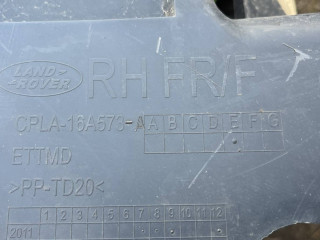 LAND-
ROVER
RH FR/F
CPLA-16A573-A
A B C D E F G
ETTMD
>PP-TD20<
1 2 3 4 5 6 7 8 9 10 11 12
2011